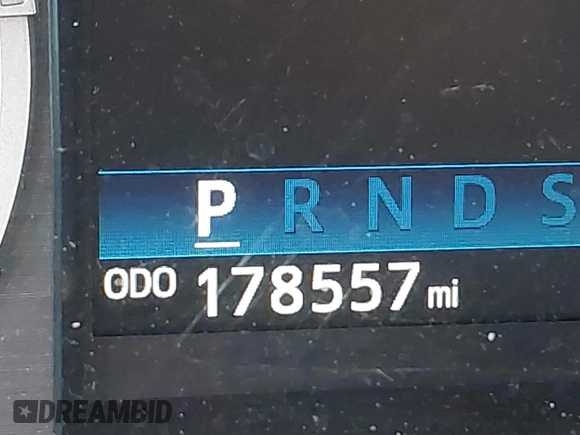 P R N D S
ODO 178557 mi
DREAMBID